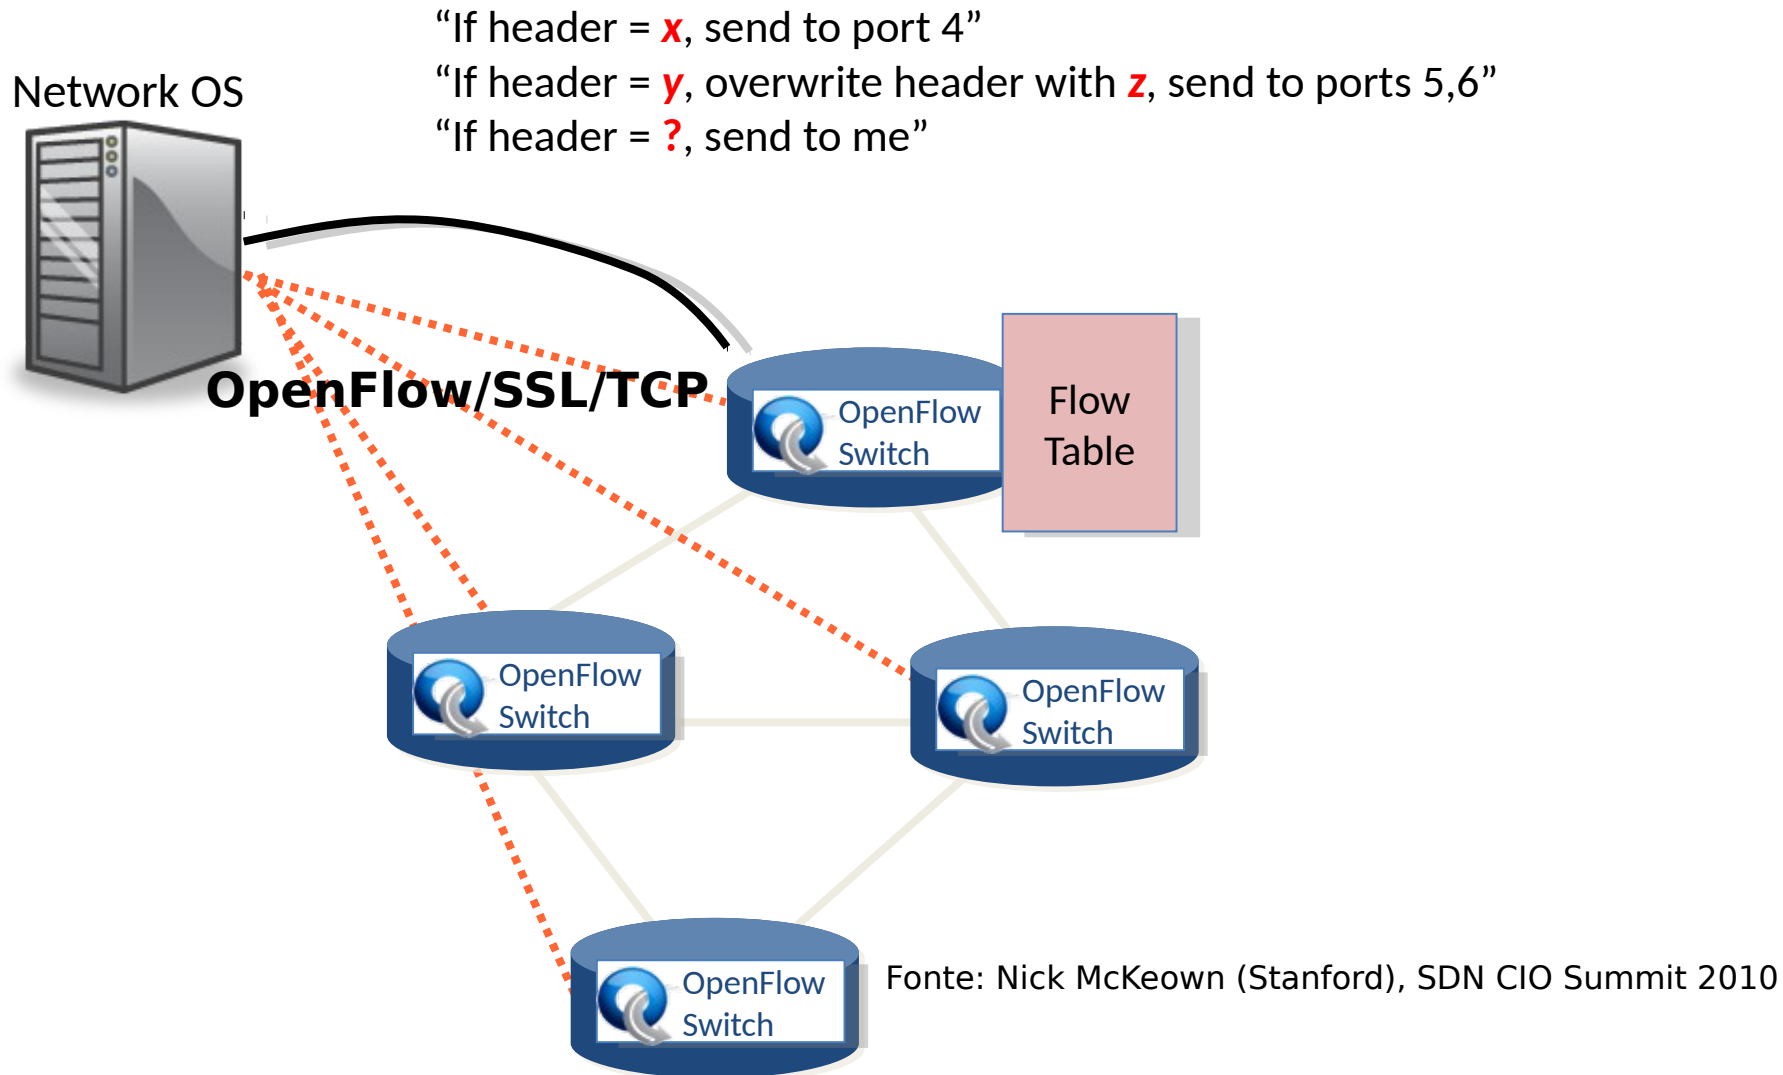 “If header = x, send to port 4”
“If header = y, overwrite header with z, send to ports 5,6”
“If header = ?, send to me”
Network OS
OpenFlow/SSL/TCP
OpenFlow
Switch
Flow
Table
OpenFlow
Switch
OpenFlow
Switch
OpenFlow
Switch
Fonte: Nick McKeown (Stanford), SDN CIO Summit 2010